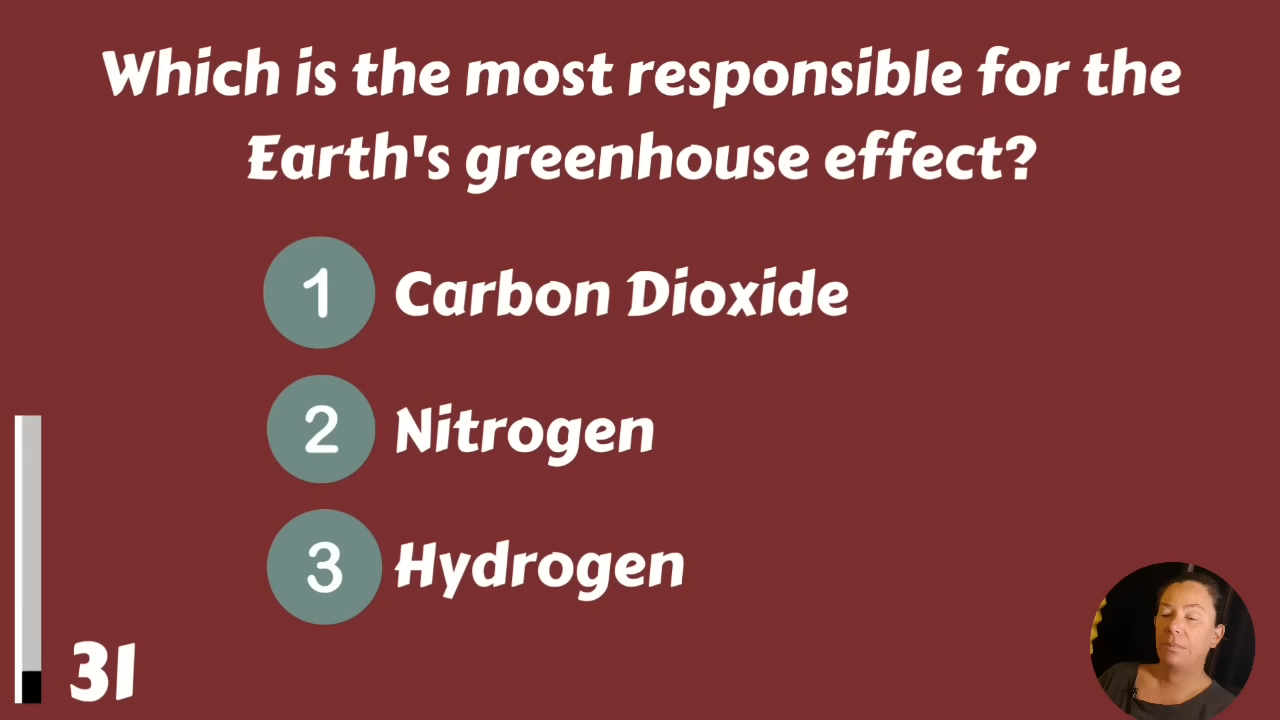 Which is the most responsible for the
Earth's greenhouse effect?
1 Carbon Dioxide
2 Nitrogen
3 Hydrogen
31